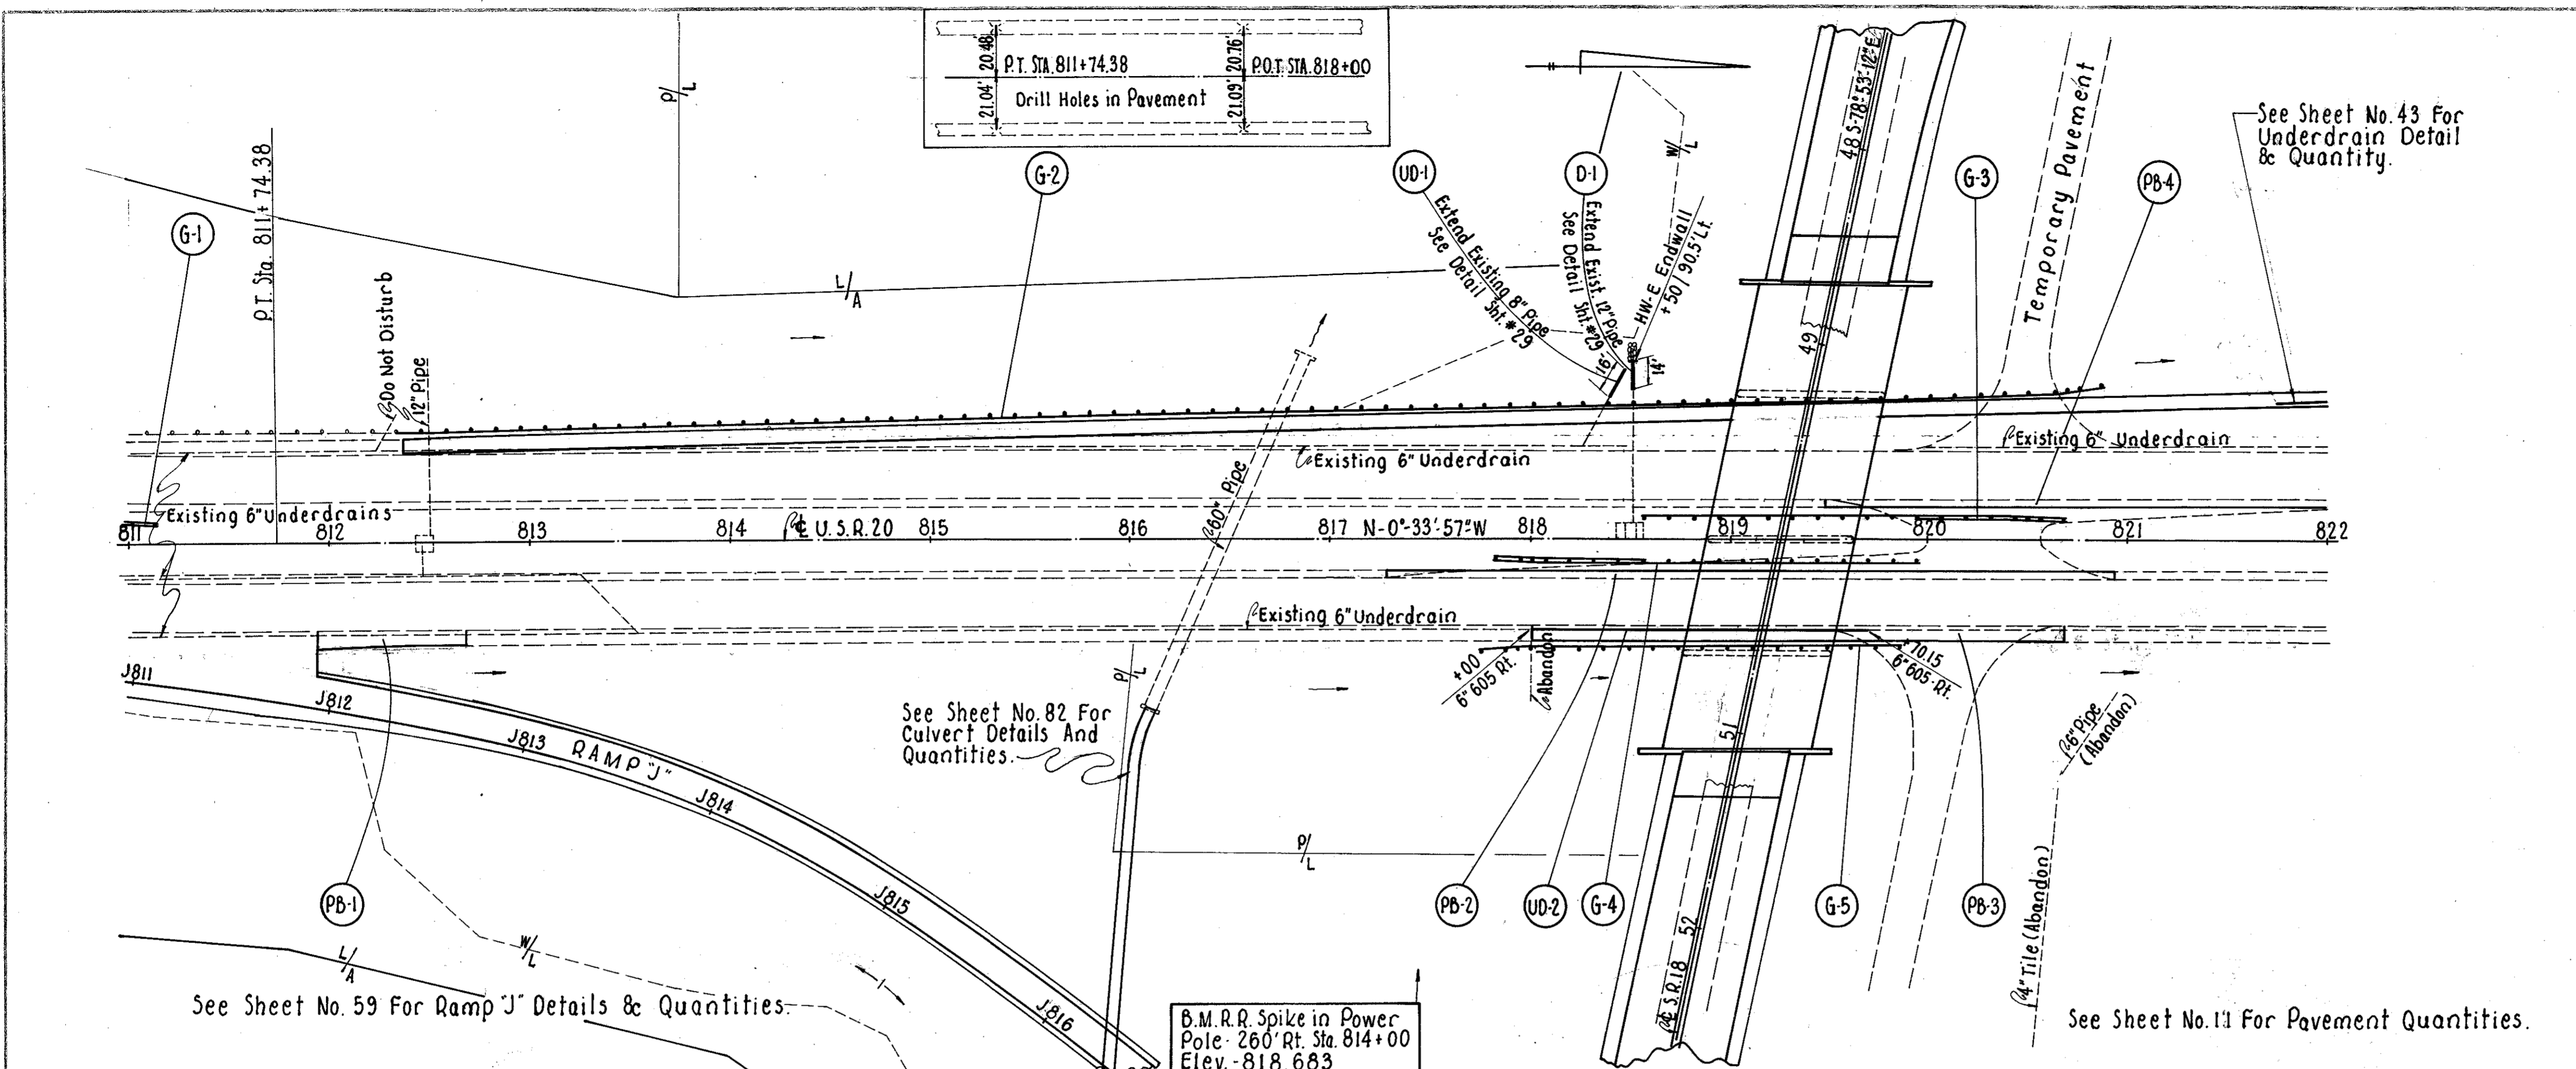 20.48'
P.T. STA. 811+74.38
20.76'
P.O.T. STA. 818+00
21.04'
Drill Holes in Pavement
21.09'
P/L
P.T. Sta. 811+74.38
G-1
G-2
UD-1
D-1
W/L
48 S-78°-53'-12"E
G-3
Temporary Pavement
PB-4
See Sheet No. 43 For
Underdrain Detail
& Quantity.
Extend Existing 8" Pipe
See Detail Sht. #29
Extend Exist. 12" Pipe
See Detail Sht. #29
HW-E Endwall
+50 / 90.5' Lt.
L/A
Do Not Disturb
12" Pipe
16'
14'
49
Existing 6" Underdrain
Existing 6" Underdrain
60" Pipe
Existing 6" Underdrains
811
812
813
814
℄ U.S.R. 20
815
816
817
N-0°-33'-57"W
818
819
820
821
822
Existing 6" Underdrain
+00
6" 605 Rt.
Abandon
+70.15
6" 605 Rt.
J811
J812
J813
RAMP "J"
J814
J815
J816
P/L
See Sheet No. 82 For
Culvert Details And
Quantities.
51
6" Pipe
(Abandon)
P/L
PB-1
PB-2
UD-2
G-4
G-5
PB-3
52
4" Tile (Abandon)
L/A
W/L
℄ S.R. 18
See Sheet No. 59 For Ramp "J" Details & Quantities.
B.M. R.R. Spike in Power
Pole - 260' Rt. Sta. 814+00
Elev. - 818.683
See Sheet No. 11 For Pavement Quantities.